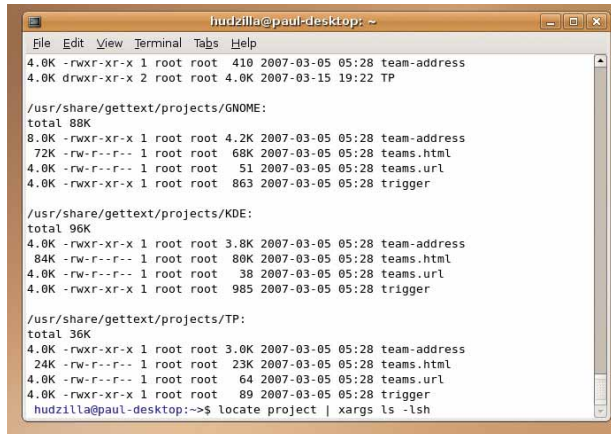 hudzilla@paul-desktop: ~
File Edit View Terminal Tabs Help
4.0K -rwxr-xr-x 1 root root  410 2007-03-05 05:28 team-address
4.0K drwxr-xr-x 2 root root 4.0K 2007-03-15 19:22 TP
/usr/share/gettext/projects/GNOME:
total 88K
8.0K -rwxr-xr-x 1 root root 4.2K 2007-03-05 05:28 team-address
 72K -rw-r--r-- 1 root root  68K 2007-03-05 05:28 teams.html
4.0K -rw-r--r-- 1 root root   51 2007-03-05 05:28 teams.url
4.0K -rwxr-xr-x 1 root root  863 2007-03-05 05:28 trigger
/usr/share/gettext/projects/KDE:
total 96K
4.0K -rwxr-xr-x 1 root root 3.8K 2007-03-05 05:28 team-address
 84K -rw-r--r-- 1 root root  80K 2007-03-05 05:28 teams.html
4.0K -rw-r--r-- 1 root root   38 2007-03-05 05:28 teams.url
4.0K -rwxr-xr-x 1 root root  985 2007-03-05 05:28 trigger
/usr/share/gettext/projects/TP:
total 36K
4.0K -rwxr-xr-x 1 root root 3.0K 2007-03-05 05:28 team-address
 24K -rw-r--r-- 1 root root  23K 2007-03-05 05:28 teams.html
4.0K -rw-r--r-- 1 root root   64 2007-03-05 05:28 teams.url
4.0K -rwxr-xr-x 1 root root   89 2007-03-05 05:28 trigger
hudzilla@paul-desktop:~>$ locate project | xargs ls -lsh